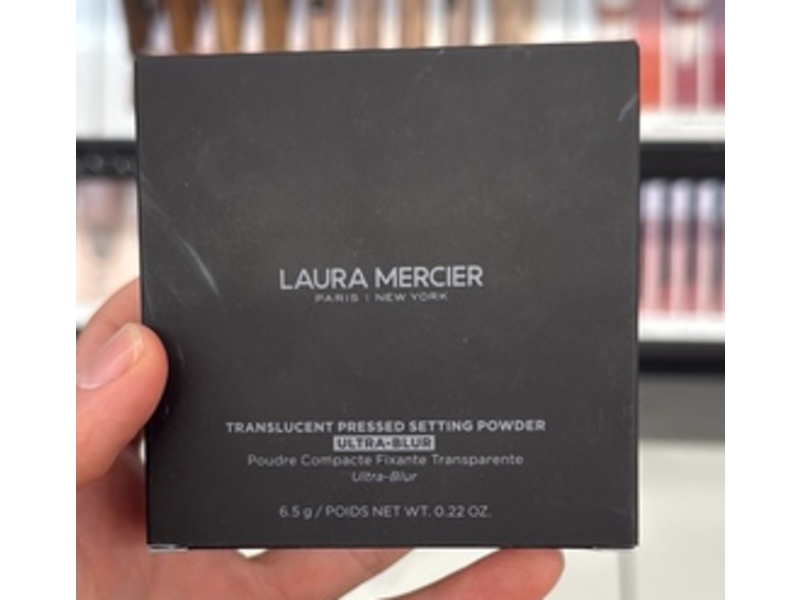 LAURA MERCIER
PARIS | NEW YORK
TRANSLUCENT PRESSED SETTING POWDER
ULTRA-BLUR
Poudre Compacte Fixante Transparente
Ultra-Blur
6.5 g / POIDS NET WT. 0.22 OZ.